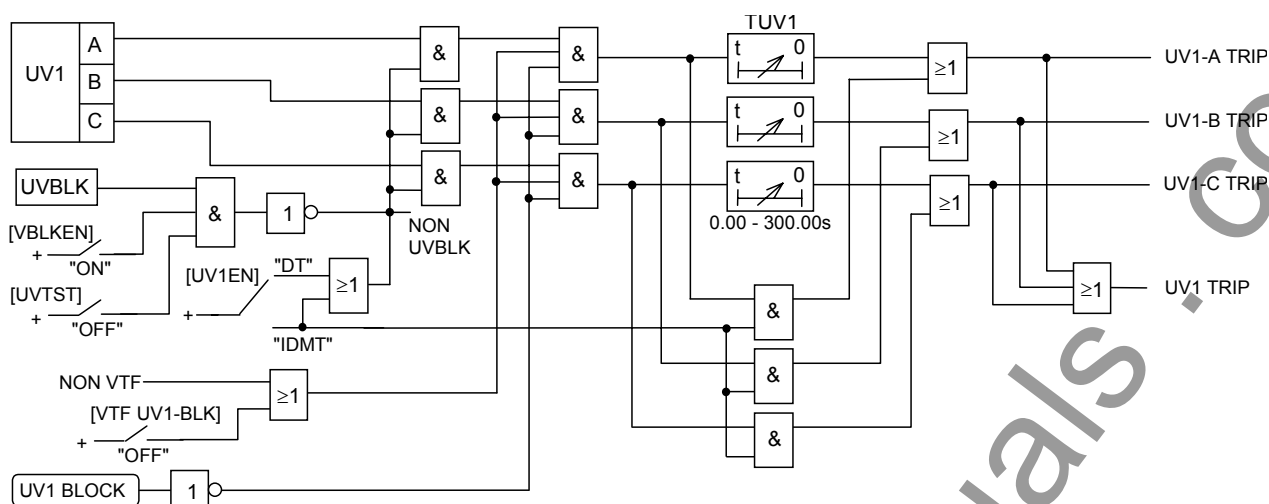 TUV1
A
t 0
UV1-A TRIP
&
&
≥1
UV1
B
t 0
UV1-B TRIP
&
&
≥1
C
t 0
UV1-C TRIP
&
&
≥1
UVBLK
&
1
NON
UVBLK
0.00 - 300.00s
[VBLKEN]
+
"ON"
[UV1EN]
"DT"
≥1
+
[UVTST]
+
"OFF"
"IDMT"
&
≥1
UV1 TRIP
&
&
NON VTF
≥1
[VTF UV1-BLK]
+
"OFF"
UV1 BLOCK
1
uals . co